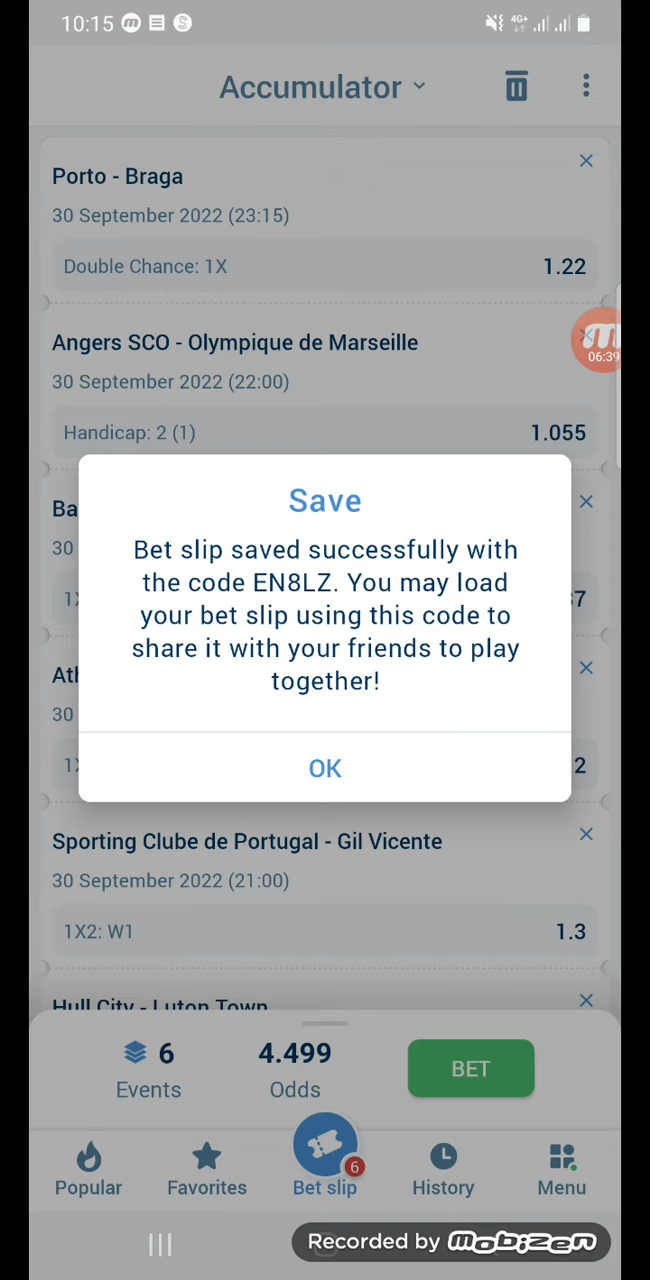 10:15
4G+
Accumulator
Porto - Braga
30 September 2022 (23:15)
Double Chance: 1X
1.22
Angers SCO - Olympique de Marseille
06:39
30 September 2022 (22:00)
Handicap: 2 (1)
1.055
Save
Bet slip saved successfully with
the code EN8LZ. You may load
your bet slip using this code to
share it with your friends to play
together!
OK
30
30
2
Sporting Clube de Portugal - Gil Vicente
30 September 2022 (21:00)
1X2: W1
1.3
Hull City - Luton Town
6
4.499
BET
Events
Odds
6
Popular
Favorites
Bet slip
History
Menu
Recorded by mobizen